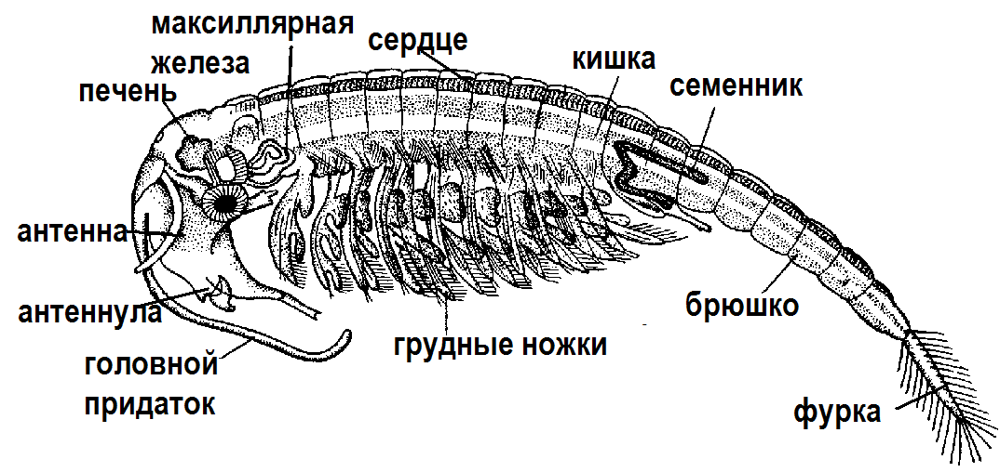 максиллярная
железа
печень
сердце
кишка
семенник
антенна
антеннула
головной
придаток
грудные ножки
брюшко
фурка